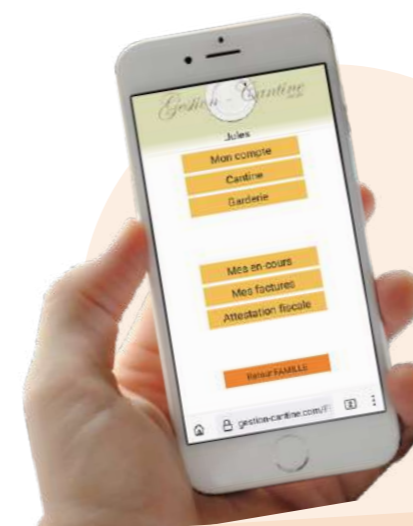 Gestion - Cantine
Jules
Mon compte
Cantine
Garderie
Mes en-cours
Mes factures
Attestation fiscale
Retour FAMILLE
gestion-cantine.com/F
2